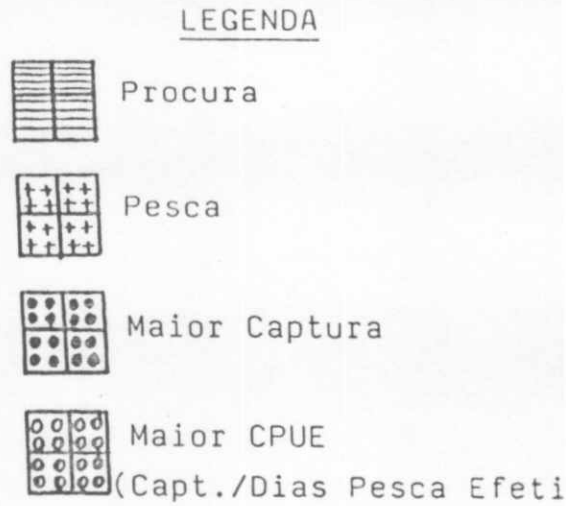 LEGENDA
Procura
Pesca
Maior Captura
Maior CPUE
(Capt./Dias Pesca Efeti